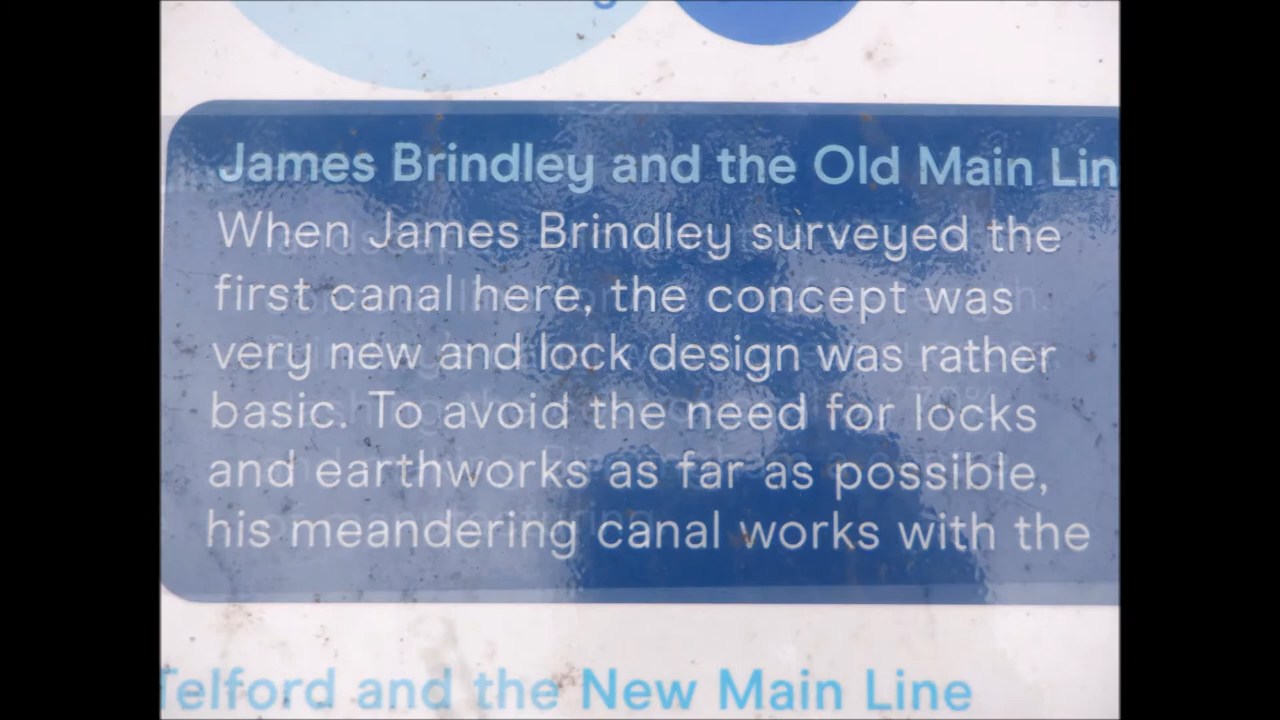 James Brindley and the Old Main Lin
When James Brindley surveyed the
first canal here, the concept was
very new and lock design was rather
basic. To avoid the need for locks
and earthworks as far as possible,
his meandering canal works with the
Telford and the New Main Line